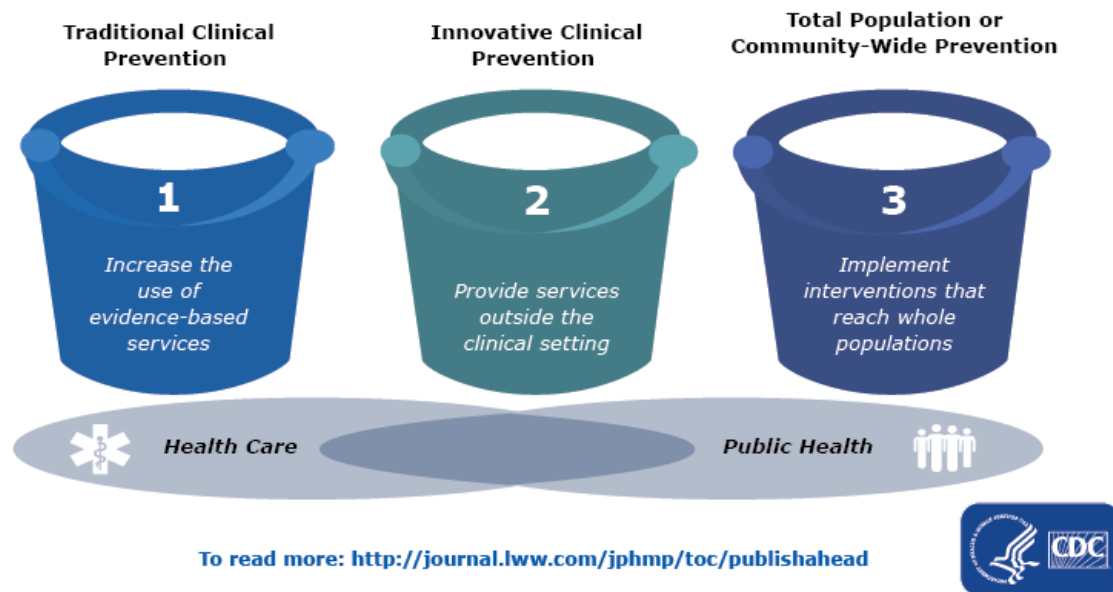 Traditional Clinical
Prevention
Innovative Clinical
Prevention
Total Population or
Community-Wide Prevention
1
Increase the
use of
evidence-based
services
2
Provide services
outside the
clinical setting
3
Implement
interventions that
reach whole
populations
Health Care
Public Health
To read more: http://journal.lww.com/jphmp/toc/publishahead
CDC